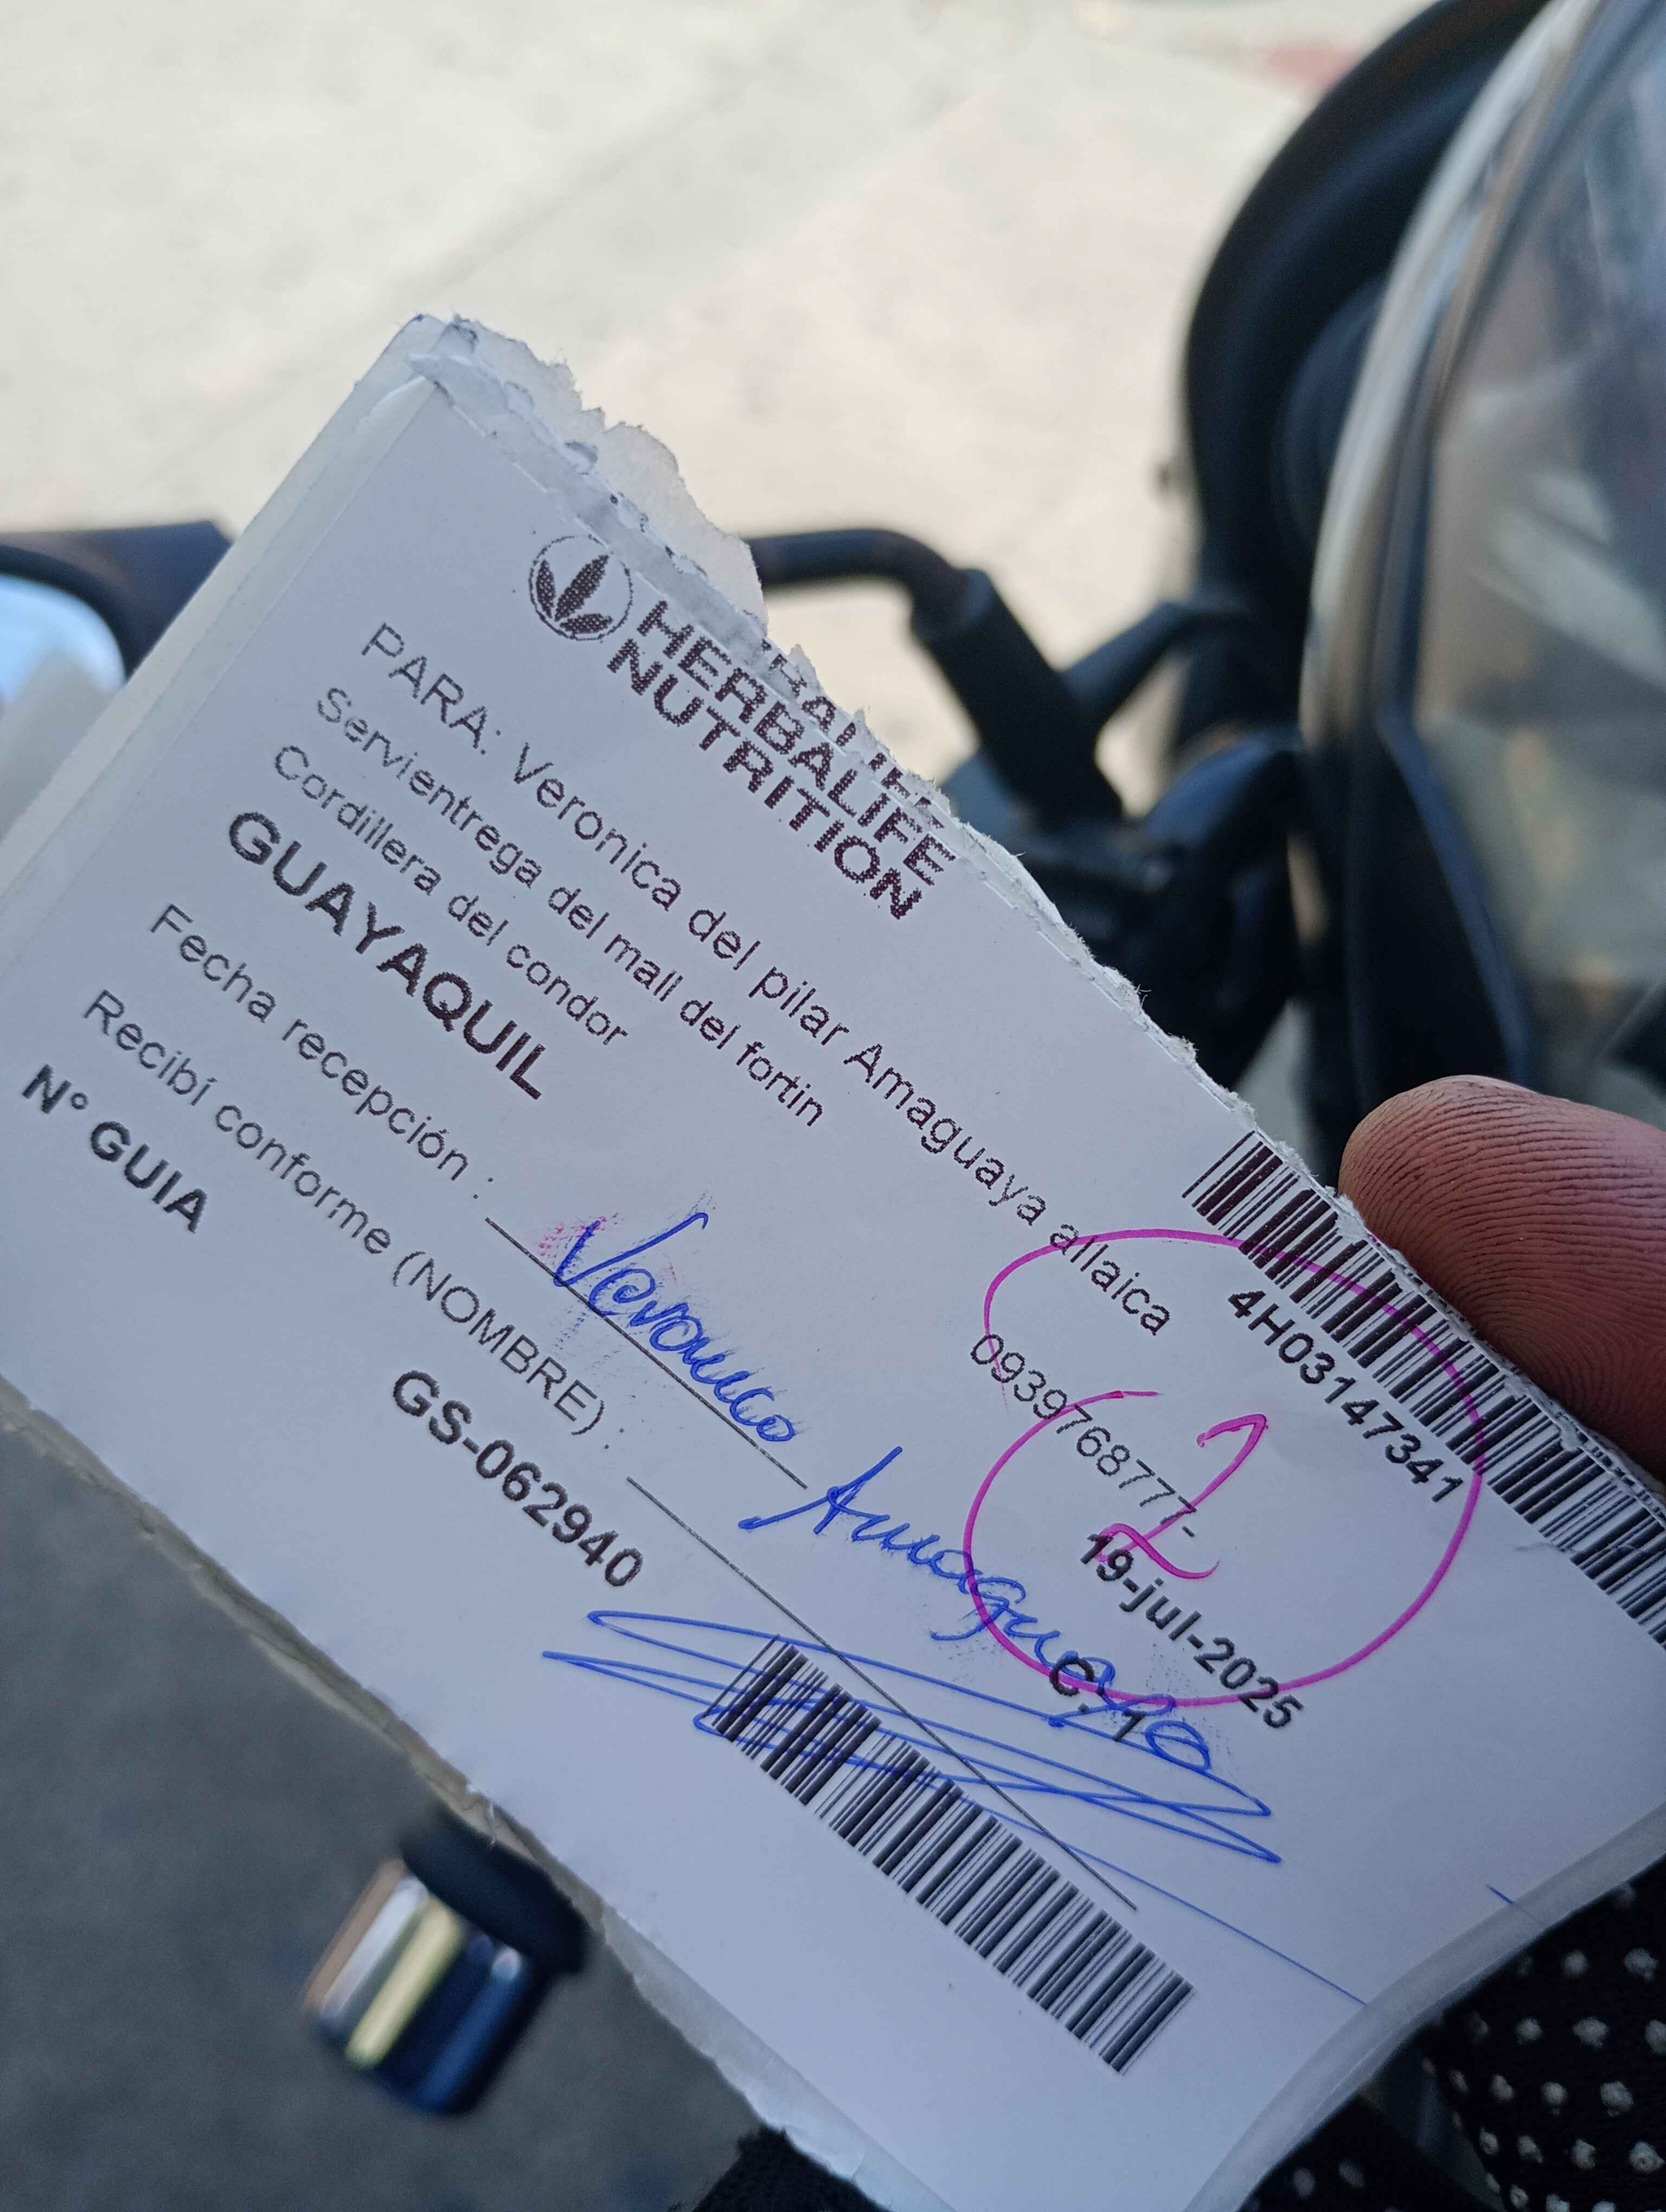 HERBALIFE
NUTRITION
4H03147341
PARA: Veronica del pilar Amaguaya allaica
Servientrega del mall del fortin
0939768777-
Cordillera del condor
2
GUAYAQUIL
19-jul-2025
Fecha recepción :
Veronica Amaguaya
C. 1
Recibí conforme (NOMBRE) :
N° GUIA
GS-062940